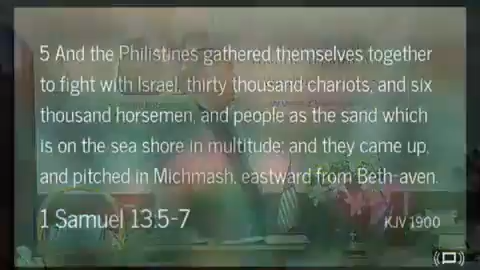 5 And the Philistines gathered themselves together
to fight with Israel, thirty thousand chariots, and six
thousand horsemen, and people as the sand which
is on the sea shore in multitude: and they came up,
and pitched in Michmash, eastward from Beth-aven.
1 Samuel 13:5-7
KJV 1900